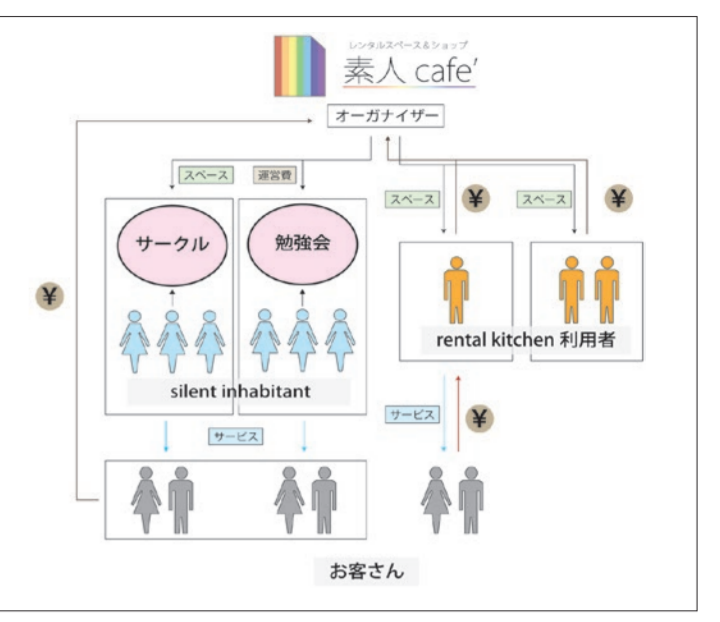 レンタルスペース&ショップ
素人 cafe′
オーガナイザー
スペース
運営費
スペース
¥
スペース
¥
サークル
勉強会
¥
rental kitchen 利用者
silent inhabitant
サービス
サービス
¥
お客さん